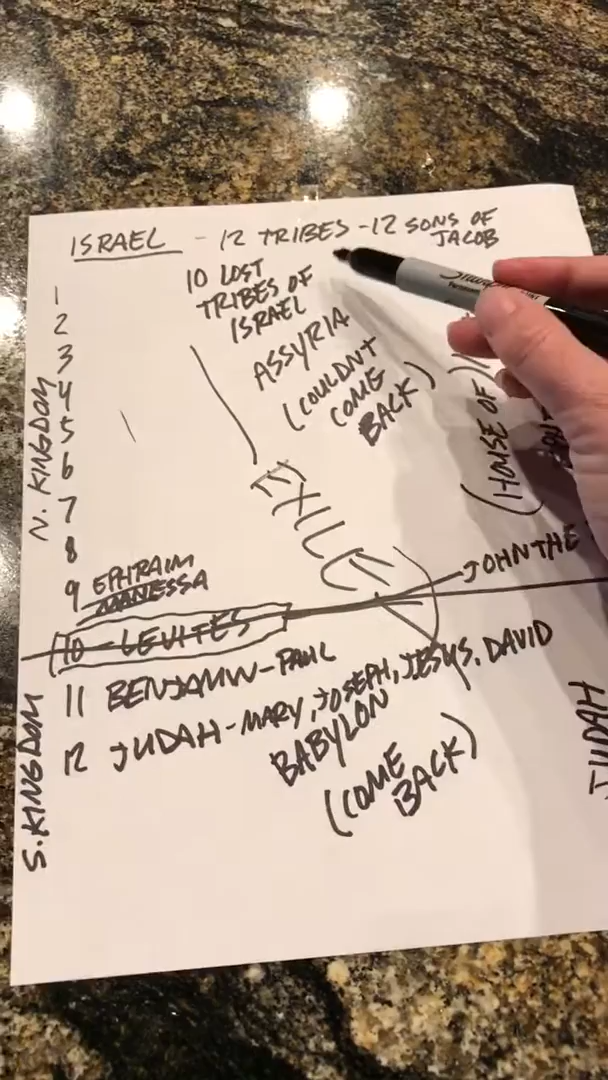 ISRAEL - 12 TRIBES - 12 SONS OF JACOB
10 LOST
TRIBES OF
ISRAEL
ASSYRIA
(COULDNT
COME
BACK)
(HOUSE OF)
N. KINGDOM
1
2
3
4
5
6
7
8
9 EPHRAIM
MANESSA
EXILE
JOHN THE
10 - LEVITES
S. KINGDOM
11 BENJAMIN - PAUL
12 JUDAH - MARY, JOSEPH, JESUS, DAVID
BABYLON
(COME
BACK)
JUDAH